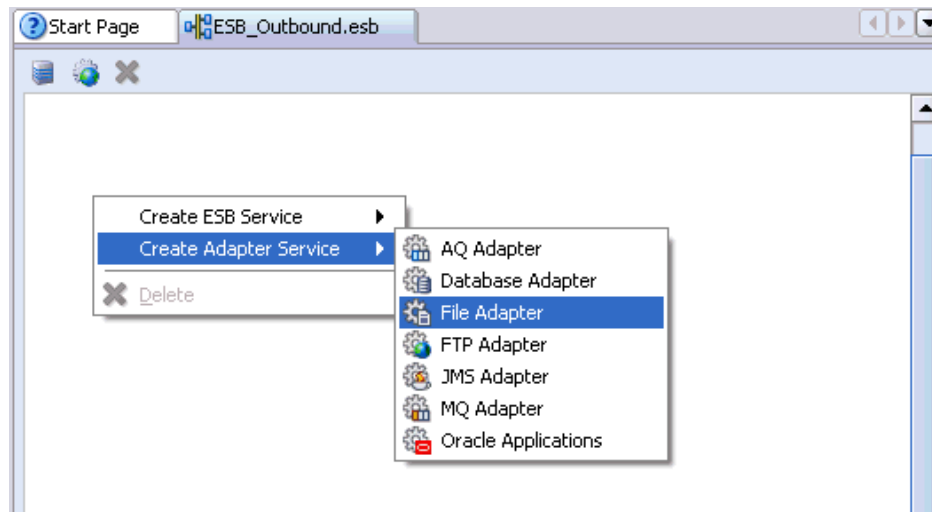 Start Page
ESB_Outbound.esb
Create ESB Service
Create Adapter Service
Delete
AQ Adapter
Database Adapter
File Adapter
FTP Adapter
JMS Adapter
MQ Adapter
Oracle Applications